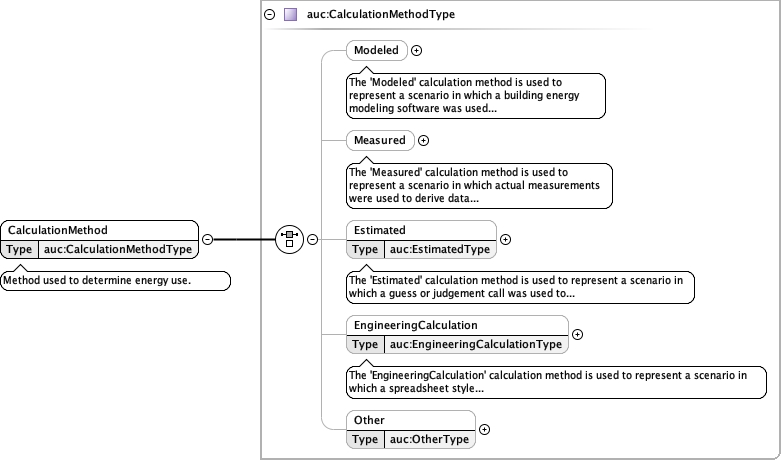 auc:CalculationMethodType
Modeled
The 'Modeled' calculation method is used to
represent a scenario in which a building energy
modeling software was used...
Measured
The 'Measured' calculation method is used to
represent a scenario in which actual measurements
were used to derive data...
CalculationMethod
Type auc:CalculationMethodType
Method used to determine energy use.
Estimated
Type auc:EstimatedType
The 'Estimated' calculation method is used to represent a scenario in
which a guess or judgement call was used to...
EngineeringCalculation
Type auc:EngineeringCalculationType
The 'EngineeringCalculation' calculation method is used to represent a scenario in
which a spreadsheet style...
Other
Type auc:OtherType